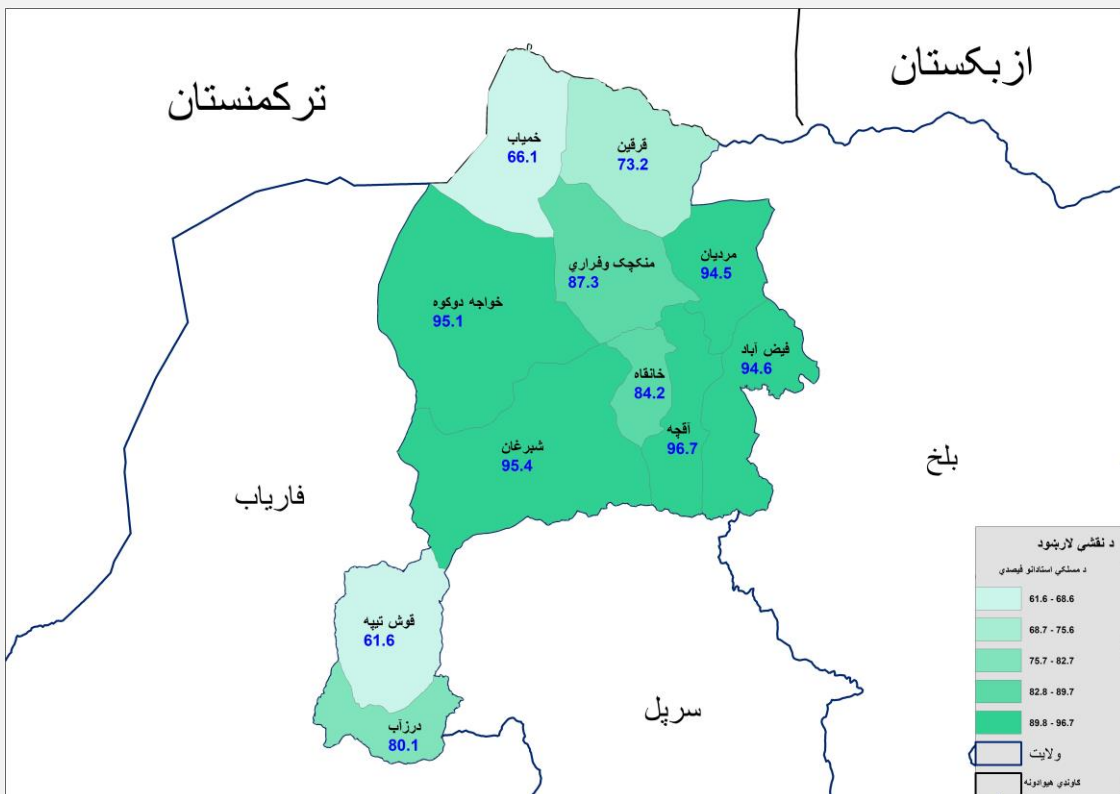 ازبکستان
ترکمنستان
خمیاب
66.1
قرقین
73.2
منکچک وفراري
87.3
مردیان
94.5
خواجه دوکوه
95.1
فیض آباد
94.6
خانقاه
84.2
آقچه
96.7
شبرغان
95.4
بلخ
فاریاب
قوش تیپه
61.6
سرپل
درزآب
80.1
د نقشي لارښود
د مسلکي استادانو فیصدي
61.6 - 68.6
68.7 - 75.6
75.7 - 82.7
82.8 - 89.7
89.8 - 96.7
ولایت
ګاونډي هیوادونه